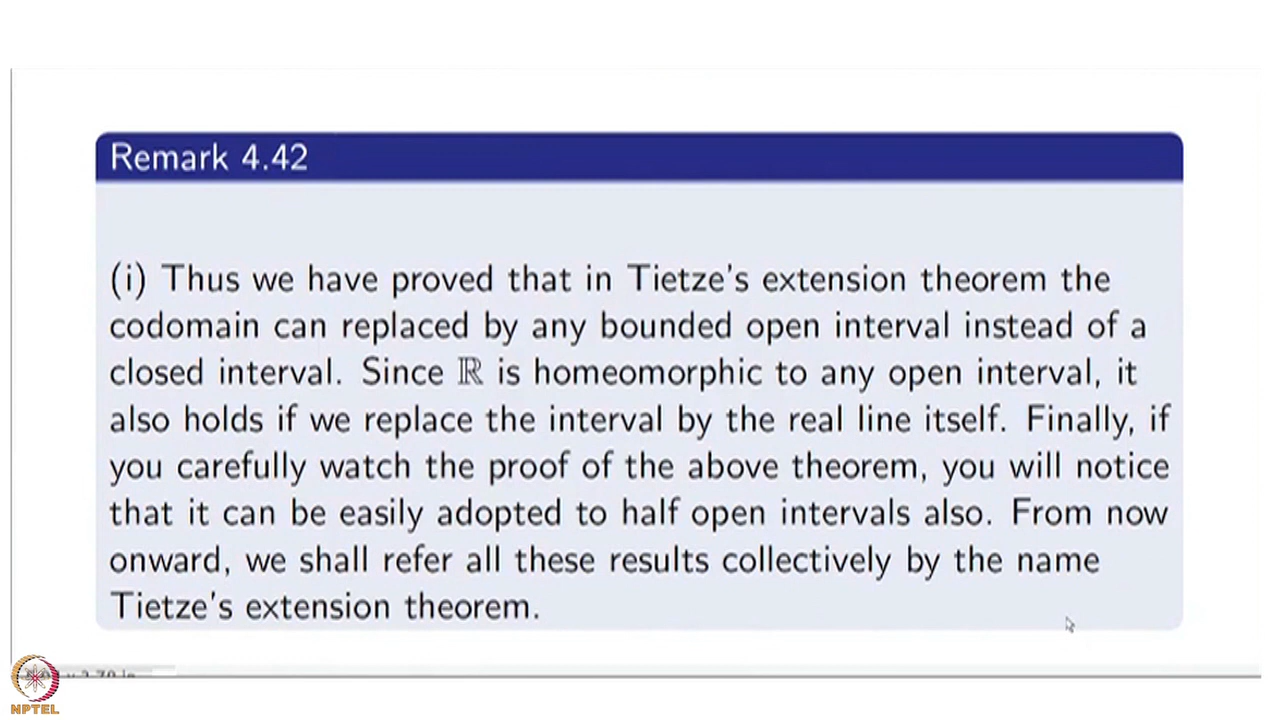 Remark 4.42
(i) Thus we have proved that in Tietze's extension theorem the
codomain can replaced by any bounded open interval instead of a
closed interval. Since ℝ is homeomorphic to any open interval, it
also holds if we replace the interval by the real line itself. Finally, if
you carefully watch the proof of the above theorem, you will notice
that it can be easily adopted to half open intervals also. From now
onward, we shall refer all these results collectively by the name
Tietze's extension theorem.
NPTEL